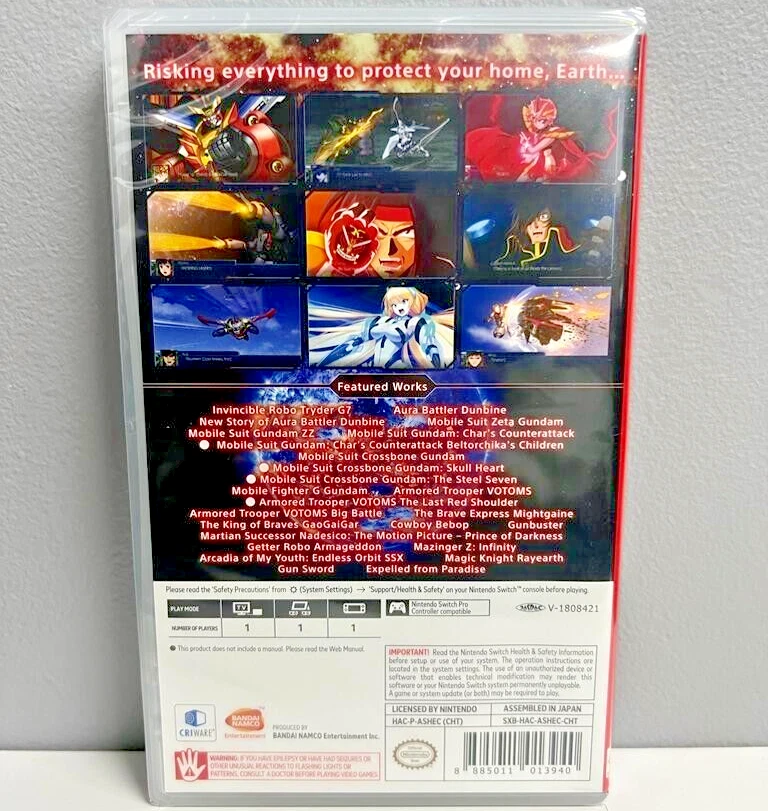 Risking everything to protect your home, Earth...
Featured Works
Invincible Robo Tryder G7 Aura Battler Dunbine
New Story of Aura Battler Dunbine Mobile Suit Zeta Gundam
Mobile Suit Gundam ZZ Mobile Suit Gundam: Char's Counterattack
● Mobile Suit Gundam: Char's Counterattack Beltorchika's Children
Mobile Suit Crossbone Gundam
● Mobile Suit Crossbone Gundam: Skull Heart
● Mobile Suit Crossbone Gundam: The Steel Seven
Mobile Fighter G Gundam Armored Trooper VOTOMS
● Armored Trooper VOTOMS The Last Red Shoulder
Armored Trooper VOTOMS Big Battle The Brave Express Mightgaine
The King of Braves GaoGaiGar Cowboy Bebop Gunbuster
Martian Successor Nadesico: The Motion Picture – Prince of Darkness
Getter Robo Armageddon Mazinger Z: Infinity
Arcadia of My Youth: Endless Orbit SSX Magic Knight Rayearth
Gun Sword Expelled from Paradise
Please read the 'Safety Precautions' from (System Settings) → 'Support/Health & Safety' on your Nintendo Switch™ console before playing.
PLAY MODE TV
Nintendo Switch Pro
Controller compatible
V-1808421
NUMBER OF PLAYERS 1 1 1
This product does not include a manual. Please read the Web Manual.
IMPORTANT! Read the Nintendo Switch Health & Safety Information
before setup or use of your system. The operation instructions are
located in the system settings. The use of an unauthorized device or
software that enables technical modification may render this
software or your Nintendo Switch system permanently unplayable.
A game or system update (or both) may be required to play.
LICENSED BY NINTENDO ASSEMBLED IN JAPAN
HAC-P-ASHEC (CHT) SXB-HAC-ASHEC-CHT
CRIWARE
BANDAI
NAMCO
Entertainment
PRODUCED BY
BANDAI NAMCO Entertainment Inc.
Official
Nintendo
Seal
WARNING: IF YOU HAVE EPILEPSY OR HAVE HAD SEIZURES OR
OTHER UNUSUAL REACTIONS TO FLASHING LIGHTS OR
PATTERNS, CONSULT A DOCTOR BEFORE PLAYING VIDEO GAMES.
8 885011 013940